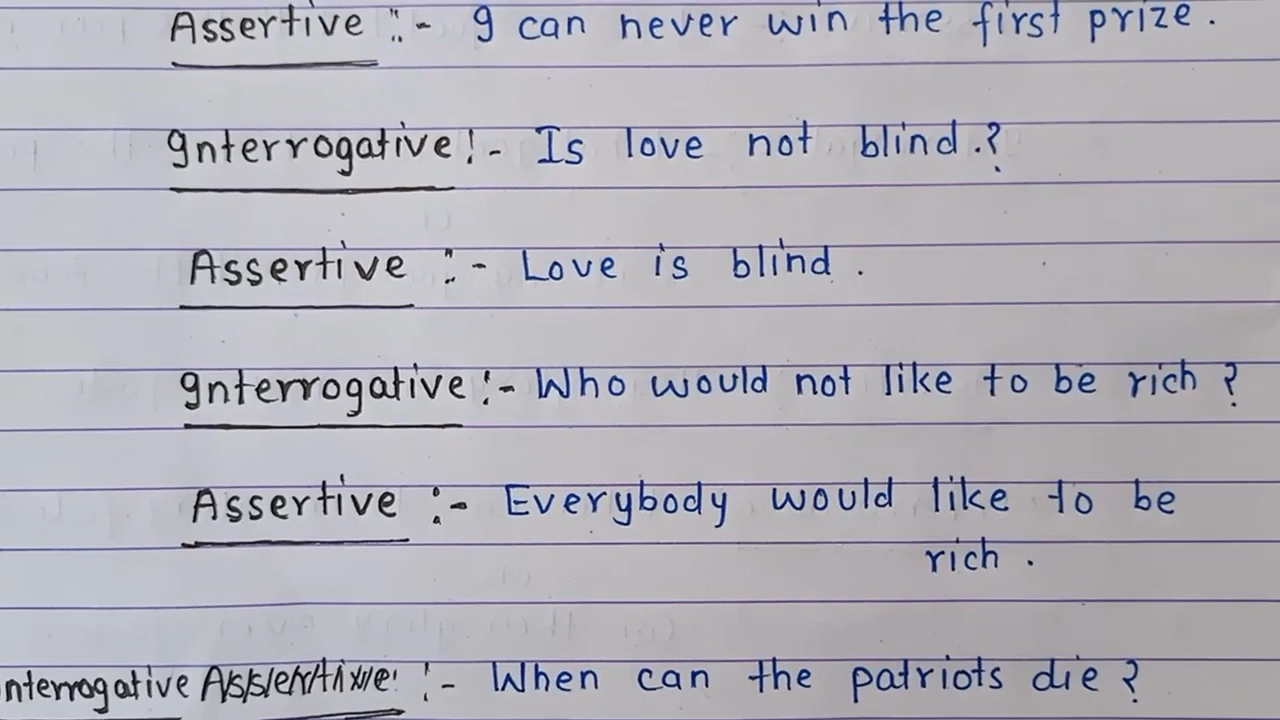 Assertive :- I can never win the first prize.
Interrogative :- Is love not blind.?
Assertive :- Love is blind.
Interrogative :- Who would not like to be rich?
Assertive :- Everybody would like to be
rich.
nterrogative Assertive :- When can the patriots die?